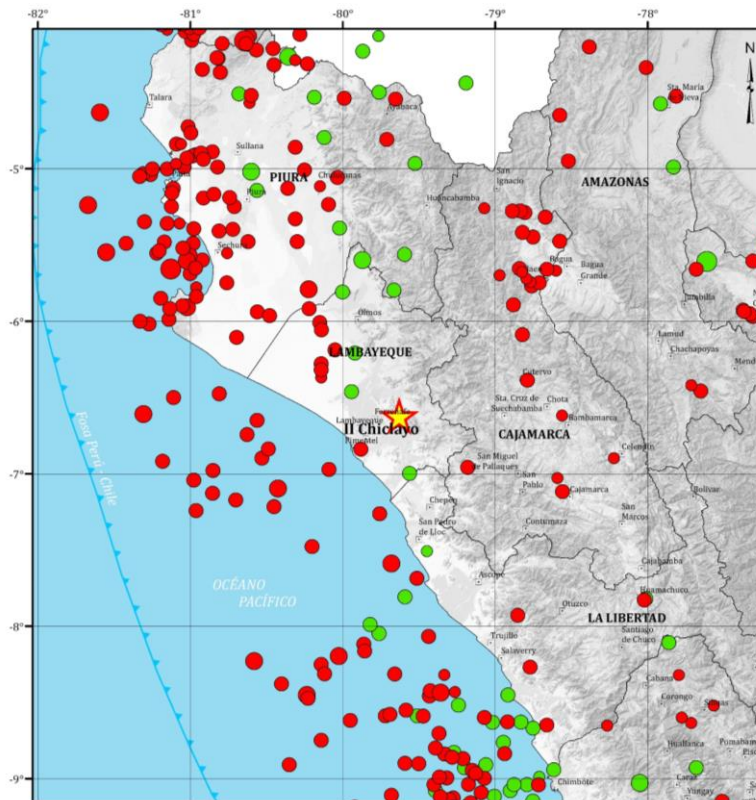 -82° -81° -80° -79° -78°
N
Talara
Sta. María
de Nieva
Ayabaca
-5°
Sullana
San
Ignacio
PIURA
Chulucanas
AMAZONAS
Piura
Huancabamba
Sechura
Bagua
Bagua
Grande
Jumbilla
Olmos
-6°
Lamud
LAMBAYEQUE
Chachapoyas
Cutervo
Sta. Cruz de
Succhabamba
Chota
Lambayeque
II Chiclayo
Bambamarca
Pimentel
CAJAMARCA
Celendín
San Miguel
de Pallaques
-7°
San
Pablo
Cajamarca
Bolívar
Chepén
San
Marcos
San Pedro
de Lloc
Contumaza
Fosa Perú - Chile
Cajabamba
Ascope
OCÉANO
PACÍFICO
Huamachuco
Otuzco
LA LIBERTAD
-8°
Trujillo
Santiago
de Chuco
Salaverry
Cabana
Corongo
Sihuas
Huallanca
Pomabamba
-9°
Chimbote
Caraz
Yungay